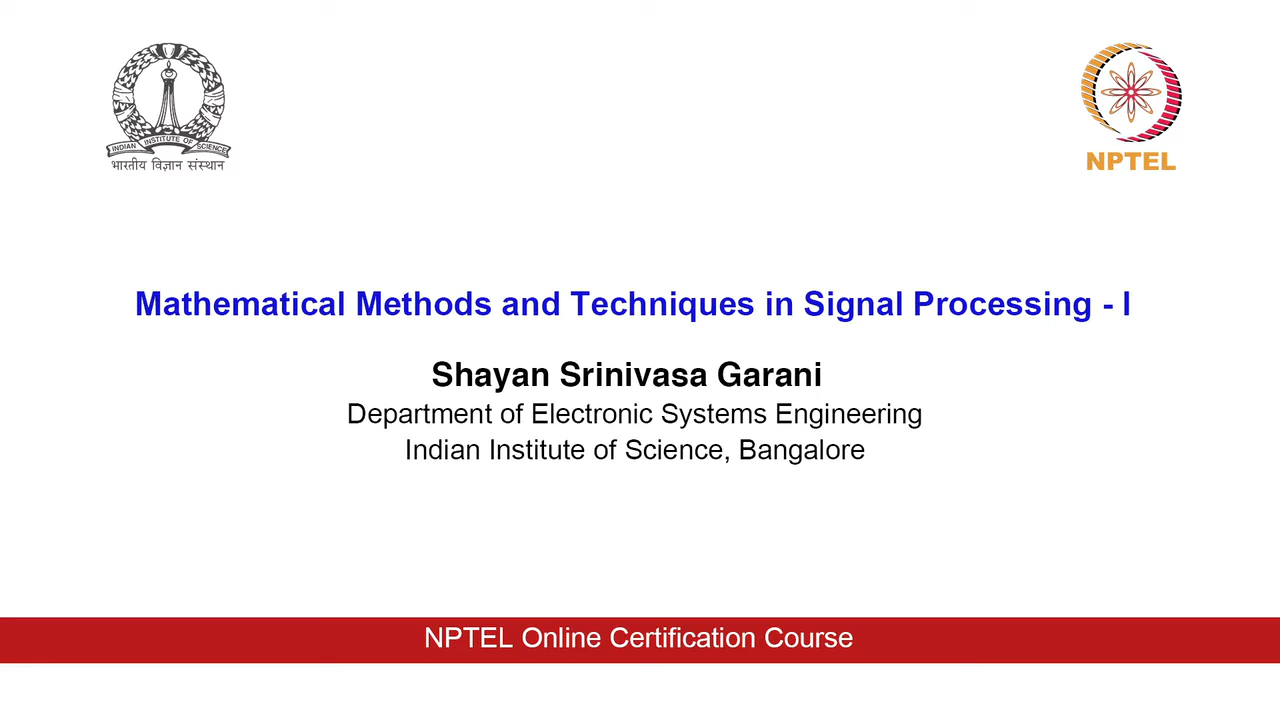 INDIAN INSTITUTE OF SCIENCE
भारतीय विज्ञान संस्थान
NPTEL
Mathematical Methods and Techniques in Signal Processing - I
Shayan Srinivasa Garani
Department of Electronic Systems Engineering
Indian Institute of Science, Bangalore
NPTEL Online Certification Course